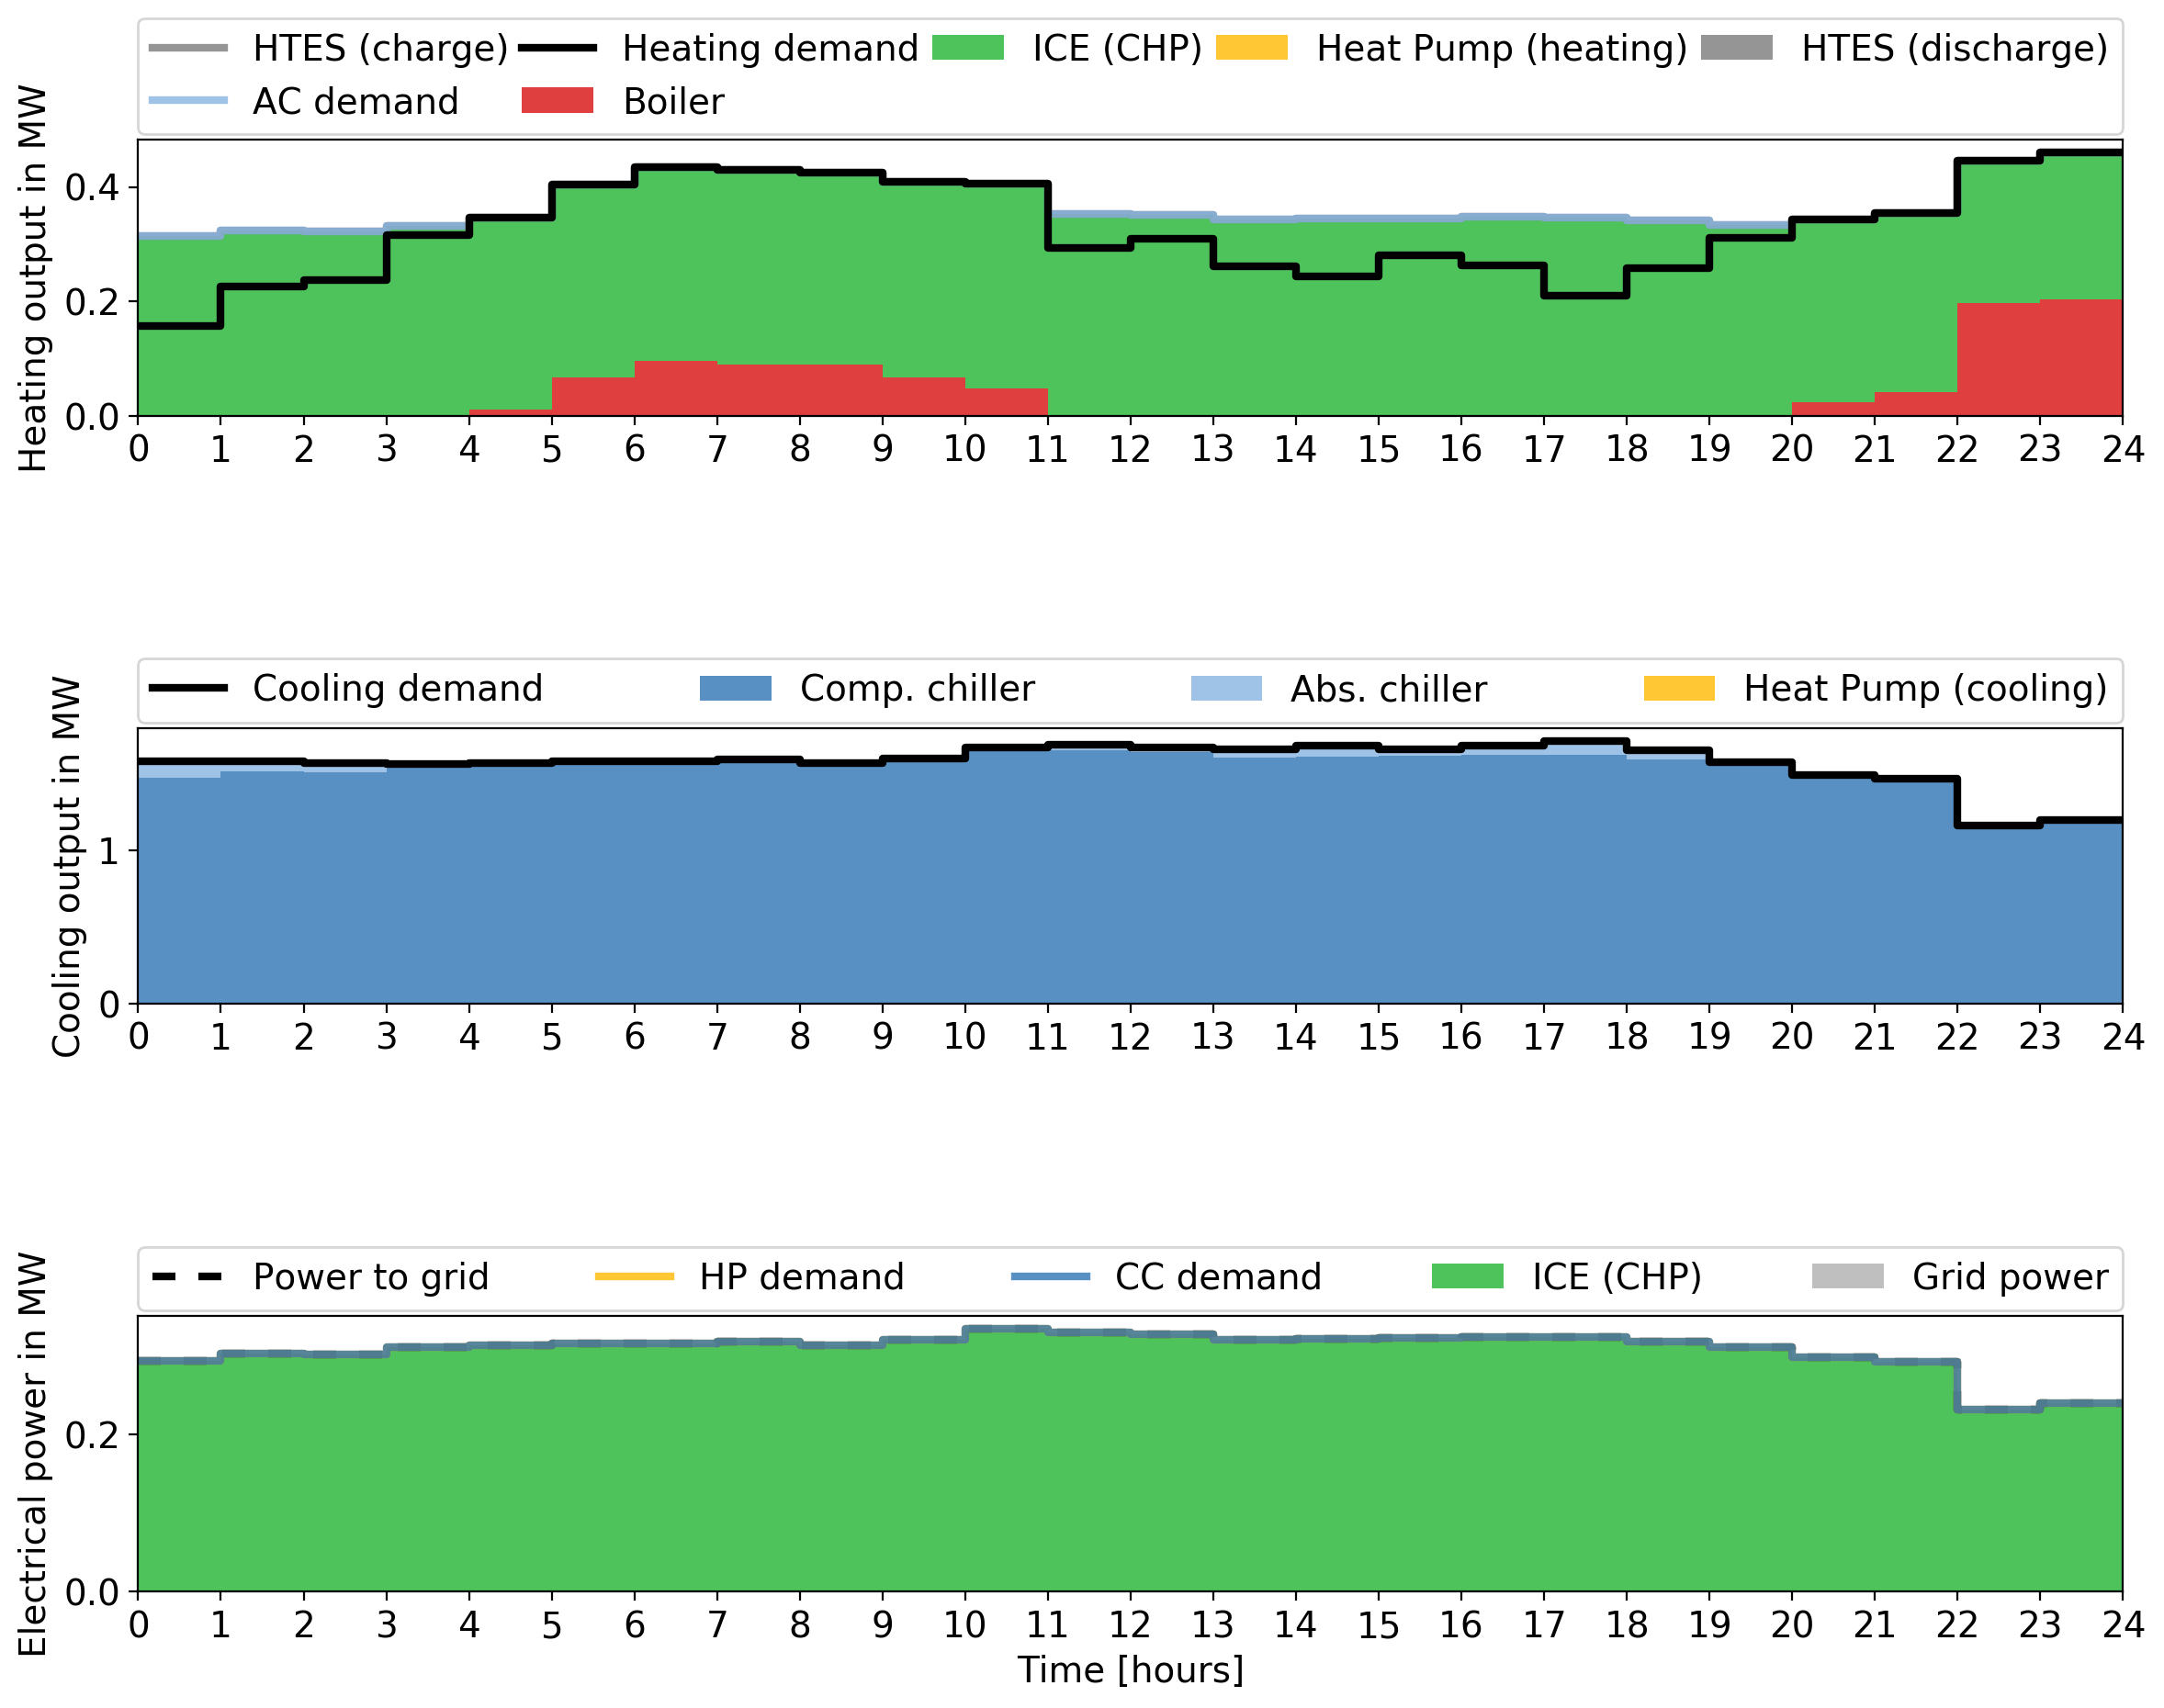 HTES (charge) Heating demand ICE (CHP) Heat Pump (heating) HTES (discharge)
AC demand Boiler
Heating output in MW
0.4
0.2
0.0
0 1 2 3 4 5 6 7 8 9 10 11 12 13 14 15 16 17 18 19 20 21 22 23 24
Cooling demand Comp. chiller Abs. chiller Heat Pump (cooling)
Cooling output in MW
1
0
0 1 2 3 4 5 6 7 8 9 10 11 12 13 14 15 16 17 18 19 20 21 22 23 24
Power to grid HP demand CC demand ICE (CHP) Grid power
Electrical power in MW
0.2
0.0
0 1 2 3 4 5 6 7 8 9 10 11 12 13 14 15 16 17 18 19 20 21 22 23 24
Time [hours]